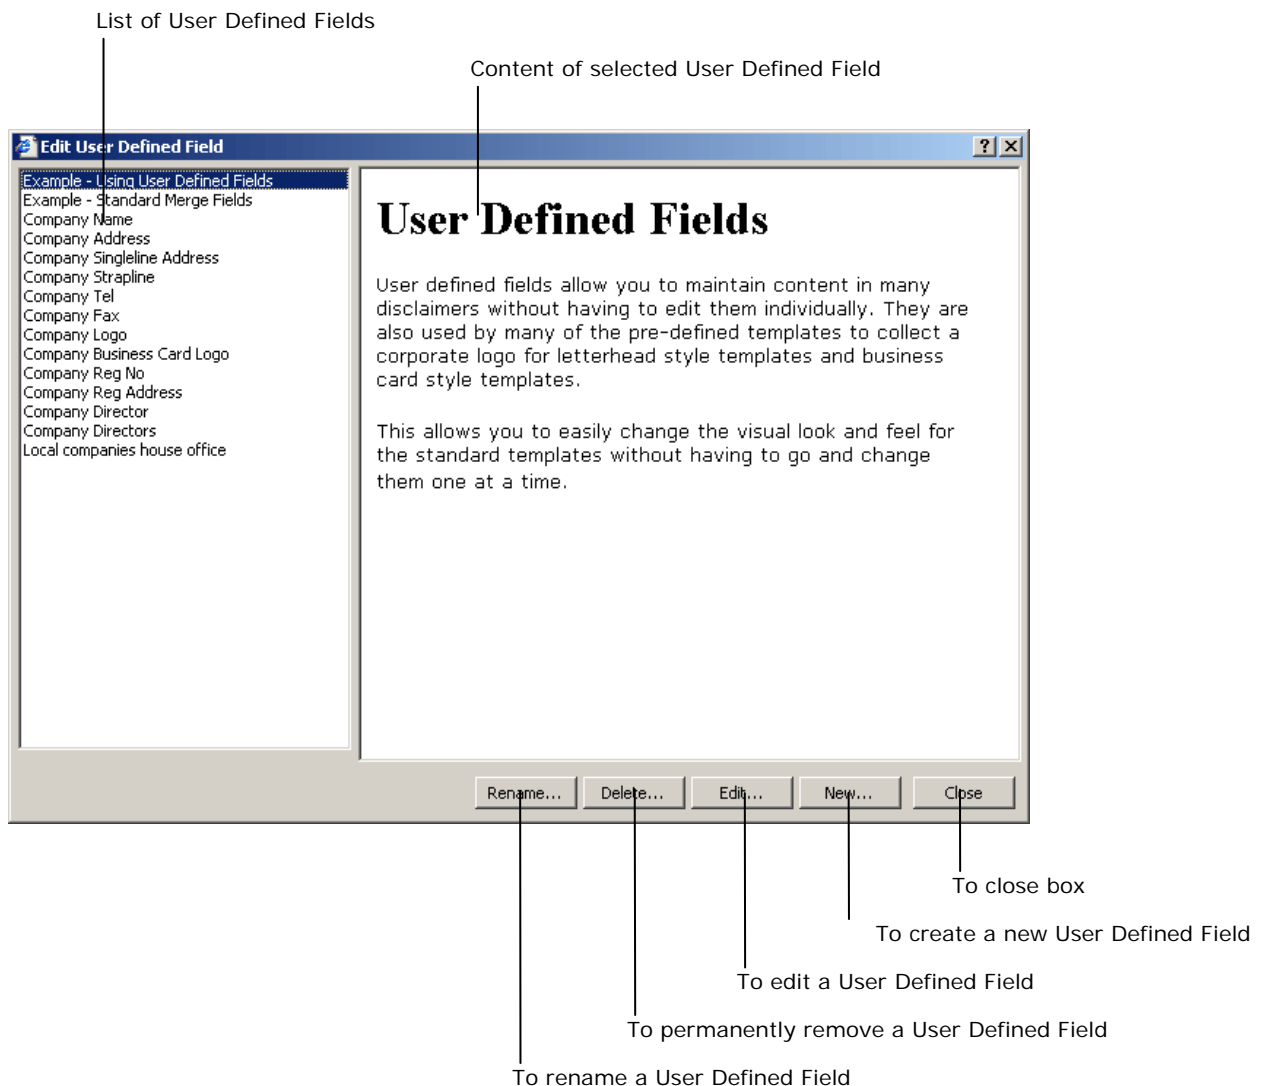 List of User Defined Fields
Content of selected User Defined Field
Edit User Defined Field
Example - Using User Defined Fields
Example - Standard Merge Fields
Company Name
Company Address
Company Singleline Address
Company Strapline
Company Tel
Company Fax
Company Logo
Company Business Card Logo
Company Reg No
Company Reg Address
Company Director
Company Directors
Local companies house office
User Defined Fields
User defined fields allow you to maintain content in many
disclaimers without having to edit them individually. They are
also used by many of the pre-defined templates to collect a
corporate logo for letterhead style templates and business
card style templates.
This allows you to easily change the visual look and feel for
the standard templates without having to go and change
them one at a time.
Rename... Delete... Edit... New... Close
To close box
To create a new User Defined Field
To edit a User Defined Field
To permanently remove a User Defined Field
To rename a User Defined Field